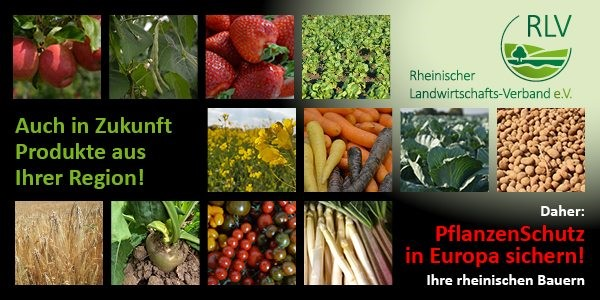 RLV
Rheinischer
Landwirtschafts-Verband e.V.
Auch in Zukunft
Produkte aus
Ihrer Region!
Daher:
PflanzenSchutz
in Europa sichern!
Ihre rheinischen Bauern